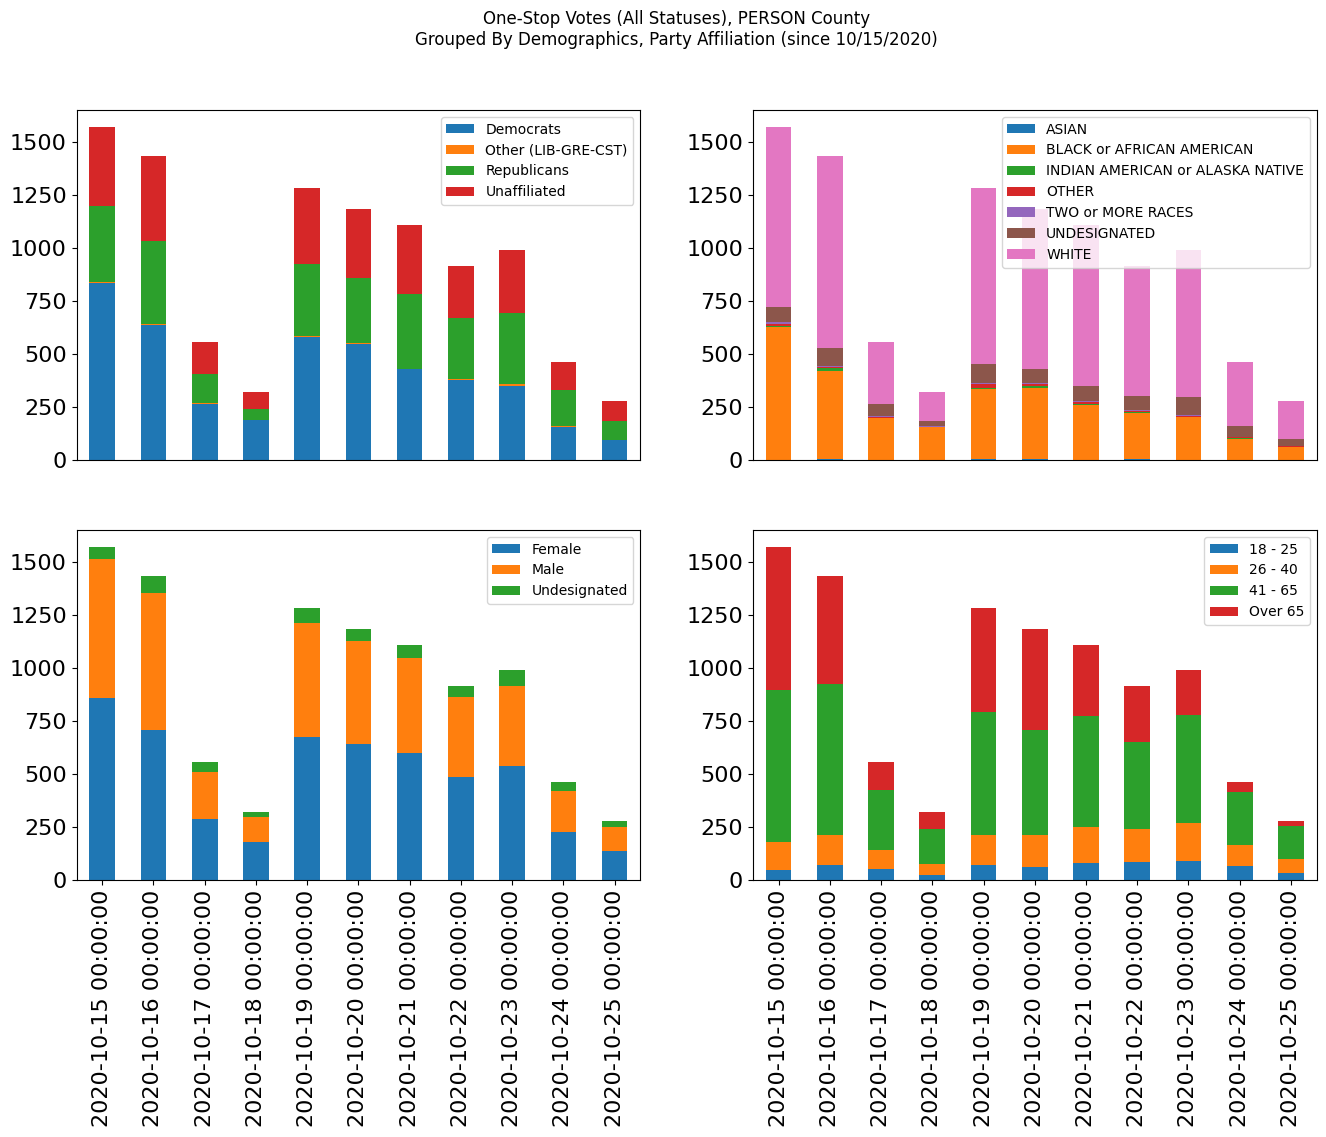 One-Stop Votes (All Statuses), PERSON County
Grouped By Demographics, Party Affiliation (since 10/15/2020)
1500
1250
1000
750
500
250
0
Democrats
Other (LIB-GRE-CST)
Republicans
Unaffiliated
1500
1250
1000
750
500
250
0
ASIAN
BLACK or AFRICAN AMERICAN
INDIAN AMERICAN or ALASKA NATIVE
OTHER
TWO or MORE RACES
UNDESIGNATED
WHITE
1500
1250
1000
750
500
250
0
Female
Male
Undesignated
2020-10-15 00:00:00
2020-10-16 00:00:00
2020-10-17 00:00:00
2020-10-18 00:00:00
2020-10-19 00:00:00
2020-10-20 00:00:00
2020-10-21 00:00:00
2020-10-22 00:00:00
2020-10-23 00:00:00
2020-10-24 00:00:00
2020-10-25 00:00:00
1500
1250
1000
750
500
250
0
18 - 25
26 - 40
41 - 65
Over 65
2020-10-15 00:00:00
2020-10-16 00:00:00
2020-10-17 00:00:00
2020-10-18 00:00:00
2020-10-19 00:00:00
2020-10-20 00:00:00
2020-10-21 00:00:00
2020-10-22 00:00:00
2020-10-23 00:00:00
2020-10-24 00:00:00
2020-10-25 00:00:00